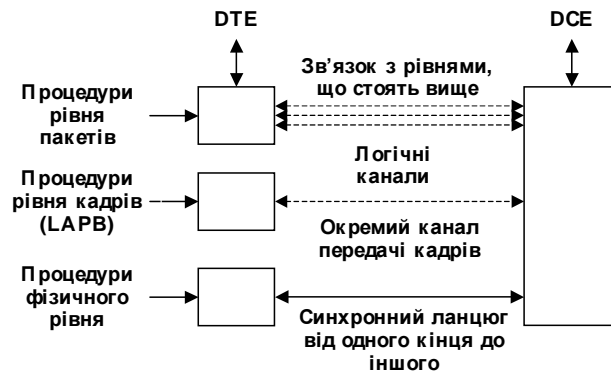 DTE
DCE
Зв’язок з рівнями,
що стоять вище
Процедури
рівня
пакетів
Логічні
канали
Процедури
рівня кадрів
(LAPB)
Окремий канал
передачі кадрів
Процедури
фізичного
рівня
Синхронний ланцюг
від одного кінця до
іншого